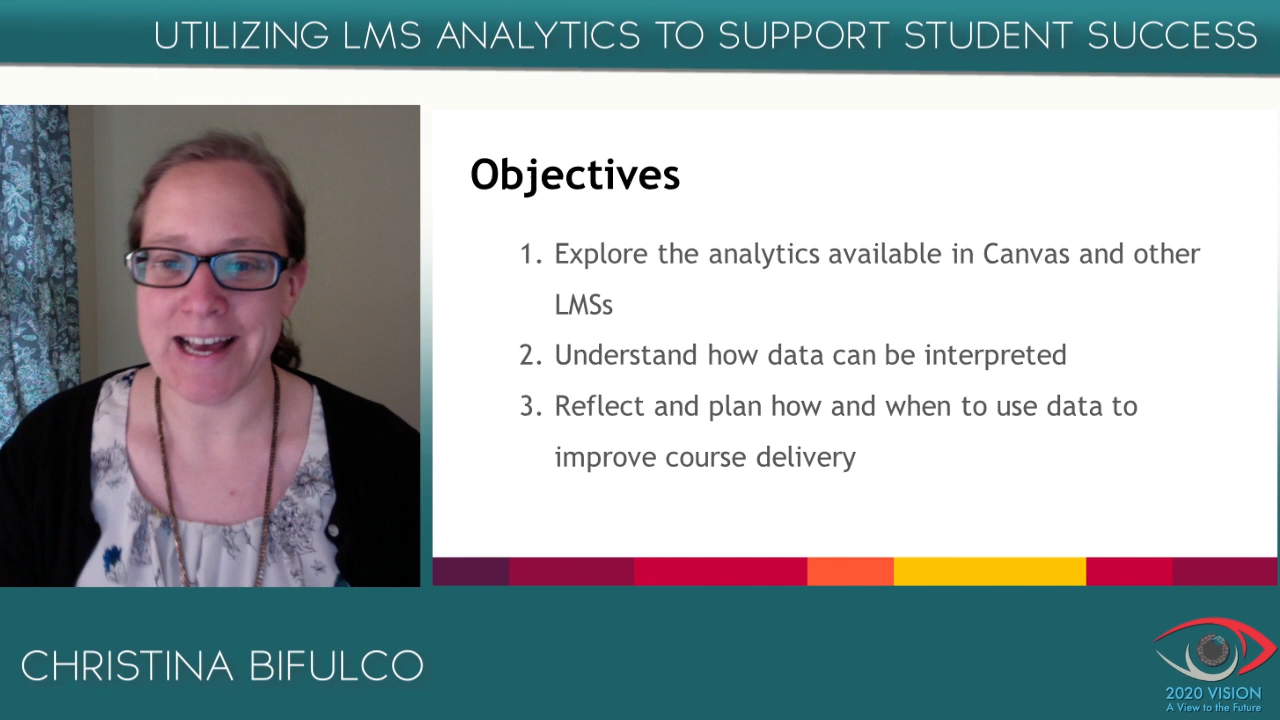 UTILIZING LMS ANALYTICS TO SUPPORT STUDENT SUCCESS
Objectives
1. Explore the analytics available in Canvas and other
LMSs
2. Understand how data can be interpreted
3. Reflect and plan how and when to use data to
improve course delivery
CHRISTINA BIFULCO
2020 VISION
A View to the Future